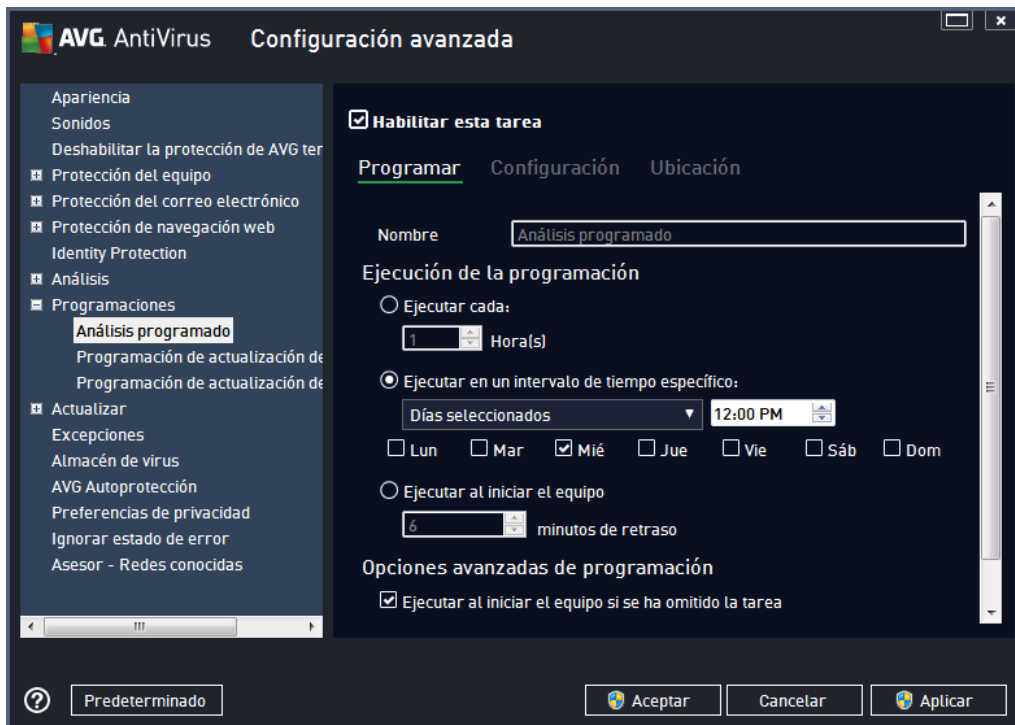 AVG. AntiVirus Configuración avanzada
Apariencia
Sonidos
Deshabilitar la protección de AVG ter
Protección del equipo
Protección del correo electrónico
Protección de navegación web
Identity Protection
Análisis
Programaciones
Análisis programado
Programación de actualización de
Programación de actualización de
Actualizar
Excepciones
Almacén de virus
AVG Autoprotección
Preferencias de privacidad
Ignorar estado de error
Asesor - Redes conocidas
Habilitar esta tarea
Programar Configuración Ubicación
Nombre Análisis programado
Ejecución de la programación
Ejecutar cada:
1 Hora(s)
Ejecutar en un intervalo de tiempo específico:
Días seleccionados 12:00 PM
Lun Mar Mié Jue Vie Sáb Dom
Ejecutar al iniciar el equipo
6 minutos de retraso
Opciones avanzadas de programación
Ejecutar al iniciar el equipo si se ha omitido la tarea
? Predeterminado Aceptar Cancelar Aplicar